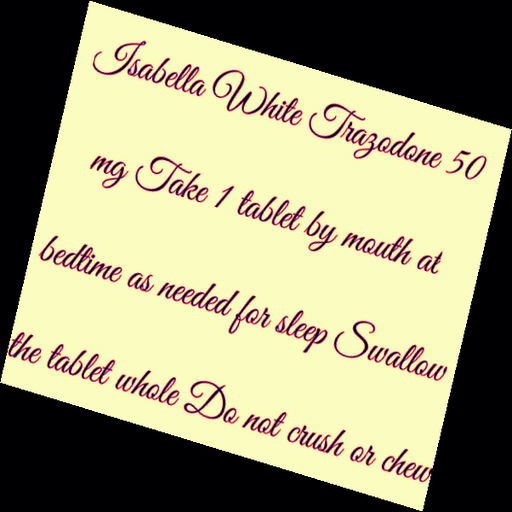 Isabella White Trazodone 50
mg Take 1 tablet by mouth at
bedtime as needed for sleep Swallow
the tablet whole Do not crush or chew